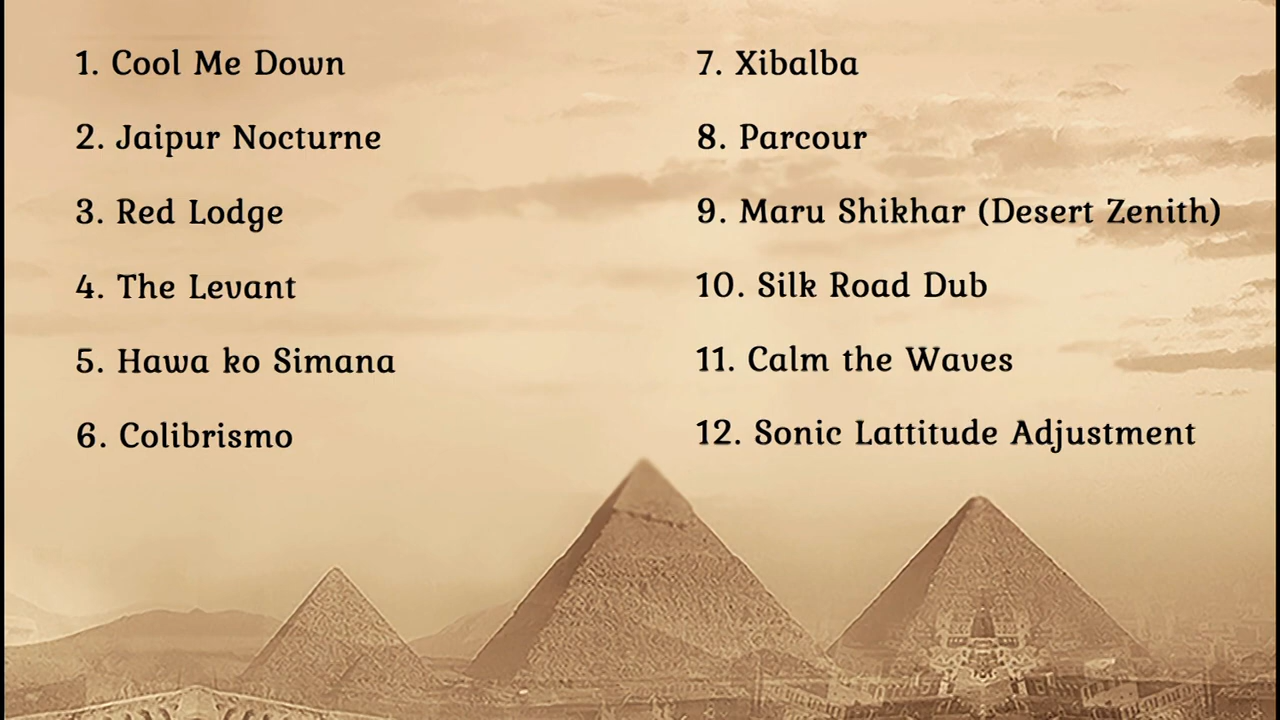 1. Cool Me Down
2. Jaipur Nocturne
3. Red Lodge
4. The Levant
5. Hawa ko Simana
6. Colibrismo
7. Xibalba
8. Parcour
9. Maru Shikhar (Desert Zenith)
10. Silk Road Dub
11. Calm the Waves
12. Sonic Lattitude Adjustment